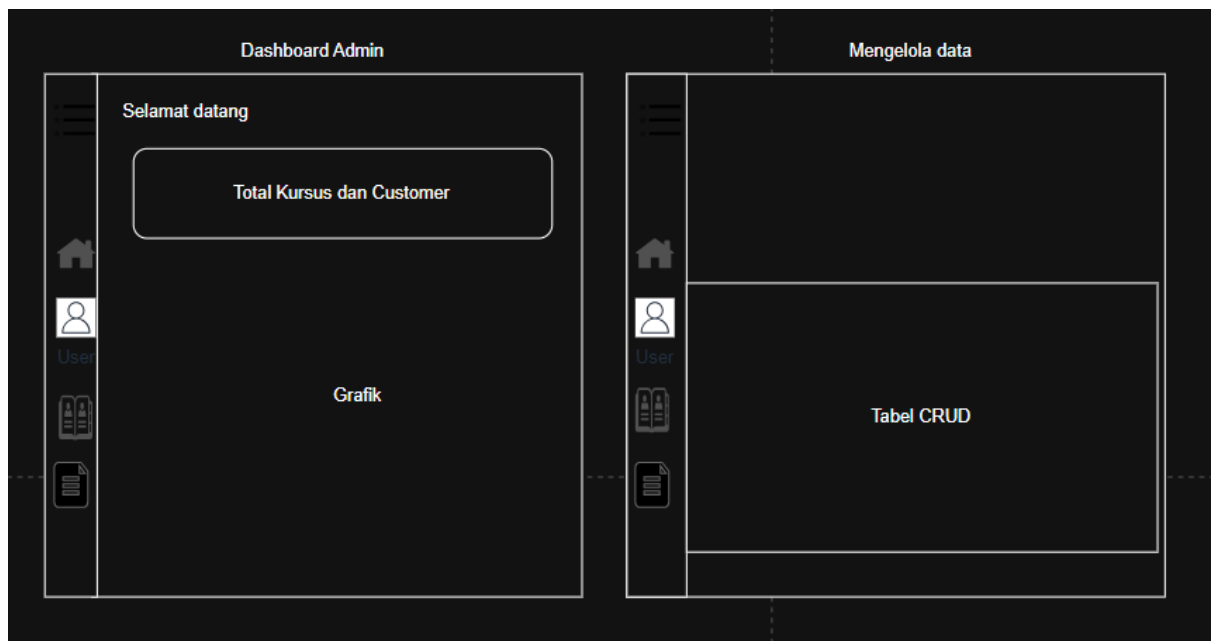 Dashboard Admin
Mengelola data
Selamat datang
Total Kursus dan Customer
User
Grafik
User
Tabel CRUD